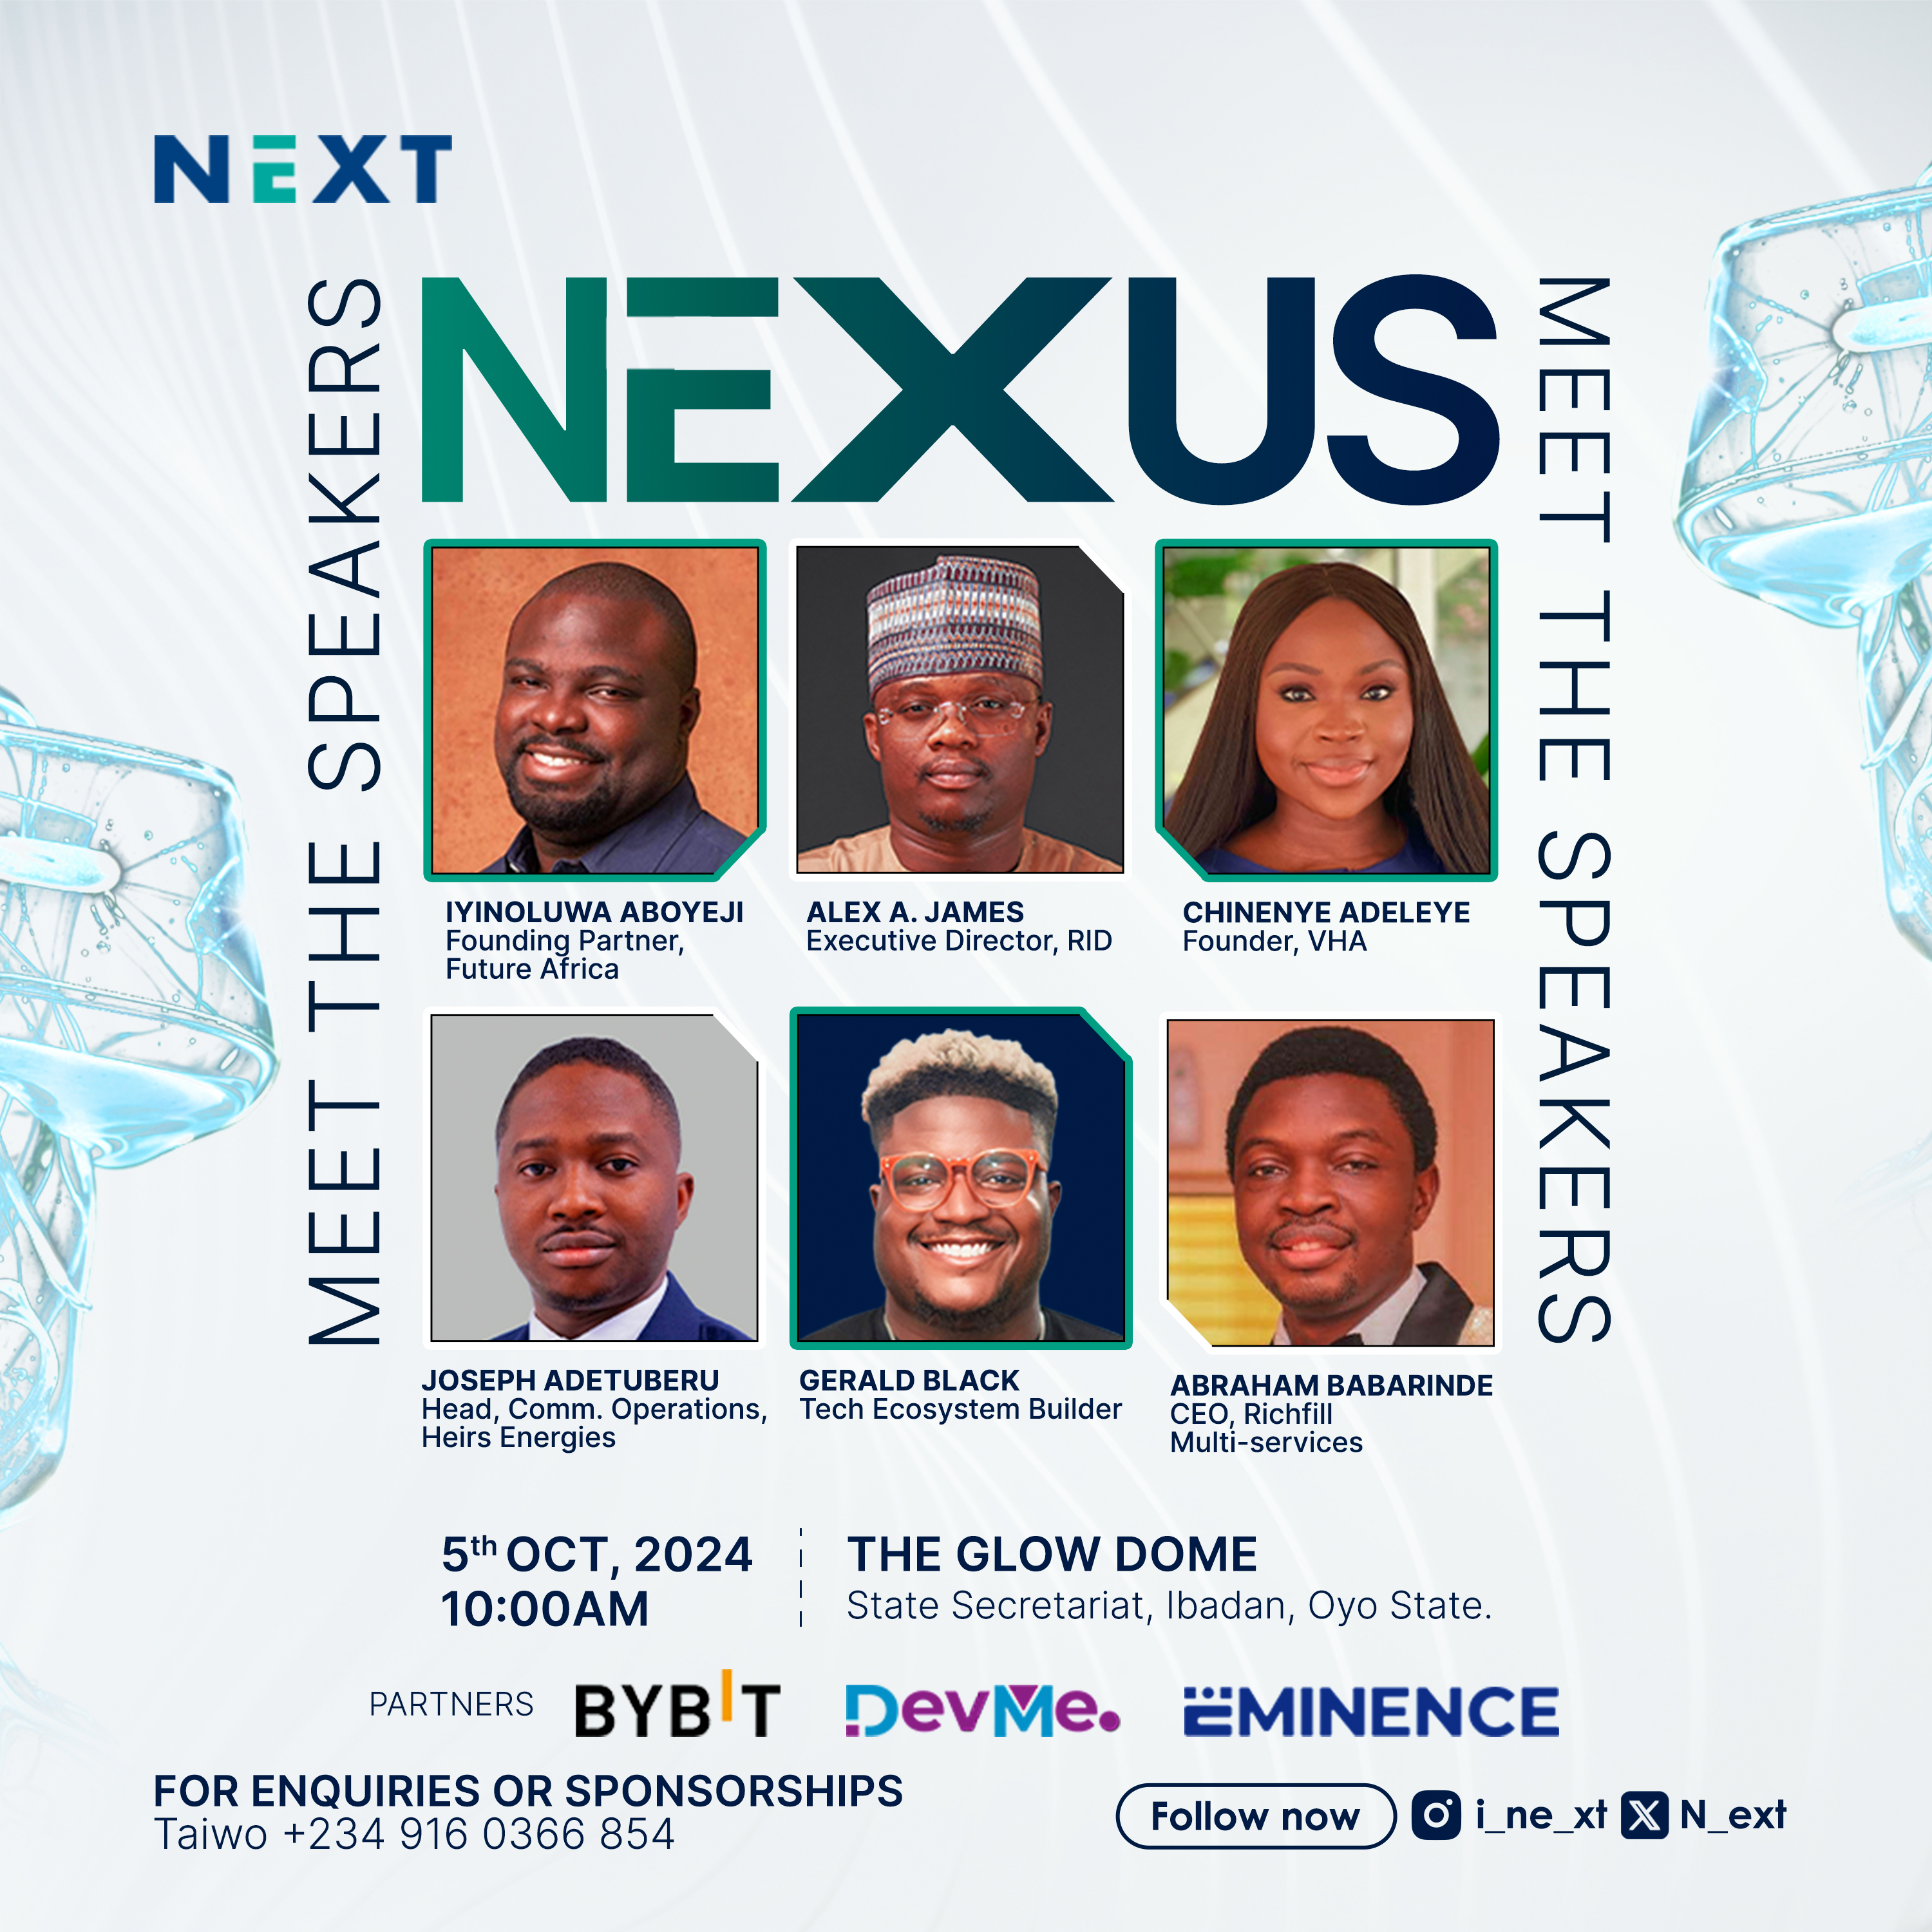 NEXT
NEXUS
MEET THE SPEAKERS
MEET THE SPEAKERS
IYINOLUWA ABOYEJI
Founding Partner,
Future Africa
ALEX A. JAMES
Executive Director, RID
CHINENYE ADELEYE
Founder, VHA
JOSEPH ADETUBERU
Head, Comm. Operations,
Heirs Energies
GERALD BLACK
Tech Ecosystem Builder
ABRAHAM BABARINDE
CEO, Richfill
Multi-services
5th OCT, 2024
10:00AM
THE GLOW DOME
State Secretariat, Ibadan, Oyo State.
PARTNERS
BYBIT
DevMe.
EMINENCE
FOR ENQUIRIES OR SPONSORSHIPS
Taiwo +234 916 0366 854
Follow now
i_ne_xt
N_ext